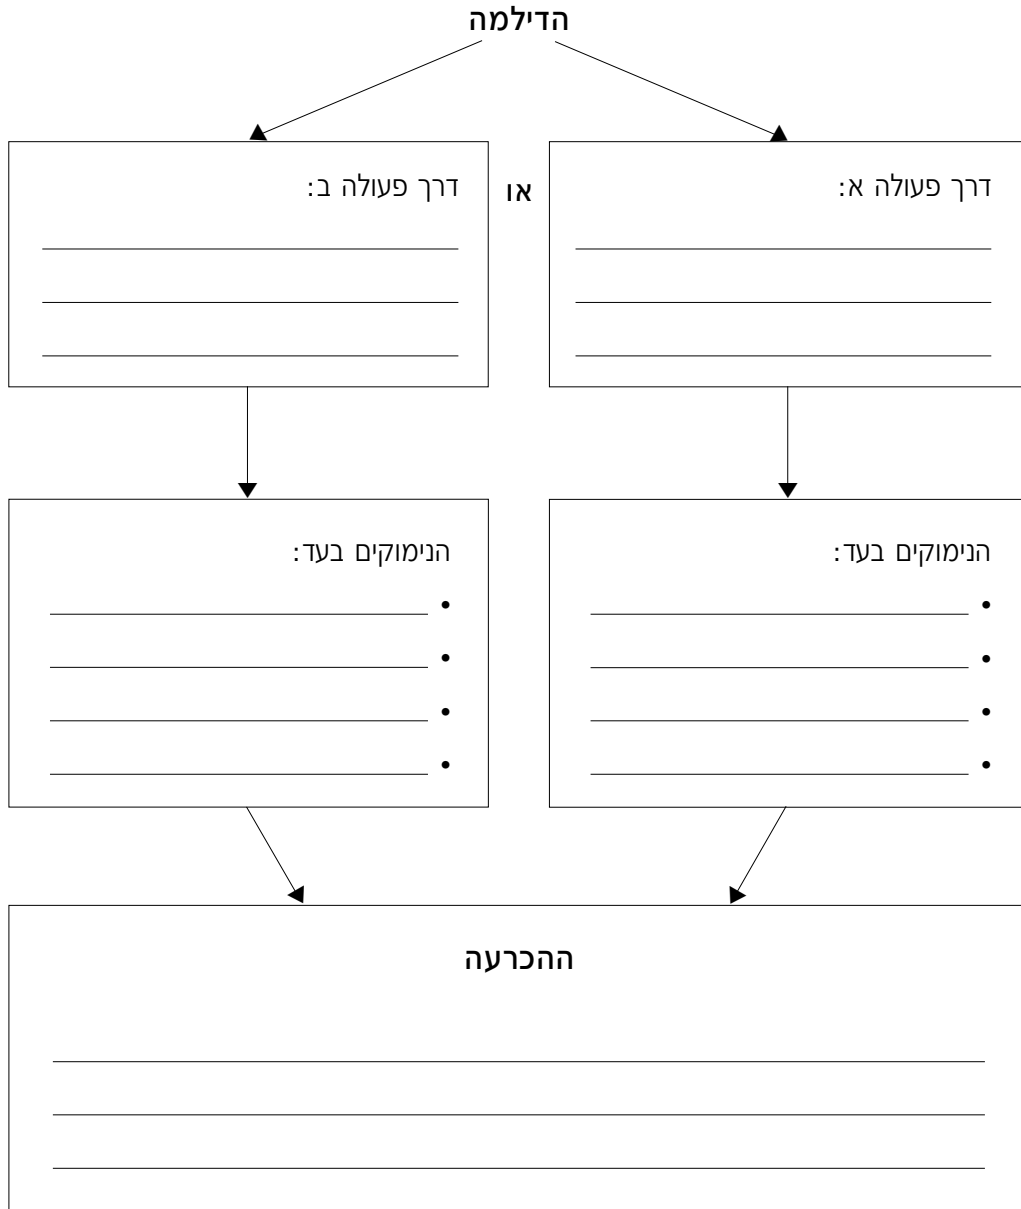 הדילמה
דרך פעולה א:
או
דרך פעולה ב:
הנימוקים בעד:
•
•
•
•
הנימוקים בעד:
•
•
•
•
ההכרעה